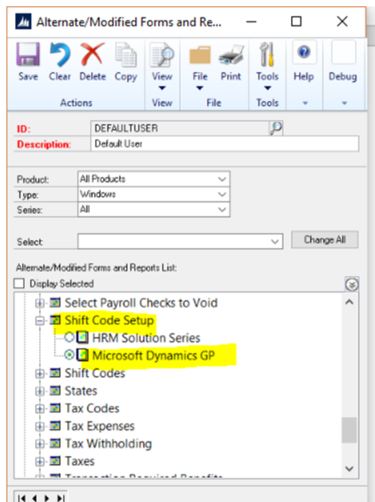 Alternate/Modified Forms and Re...
Save Clear Delete Copy View File Print Tools Help Debug
Actions View File Tools
ID: DEFAULTUSER
Description: Default User
Product: All Products
Type: Windows
Series: All
Select: Change All
Alternate/Modified Forms and Reports List:
Display Selected
Select Payroll Checks to Void
Shift Code Setup
HRM Solution Series
Microsoft Dynamics GP
Shift Codes
States
Tax Codes
Tax Expenses
Tax Withholding
Taxes
Transaction Required Benefits